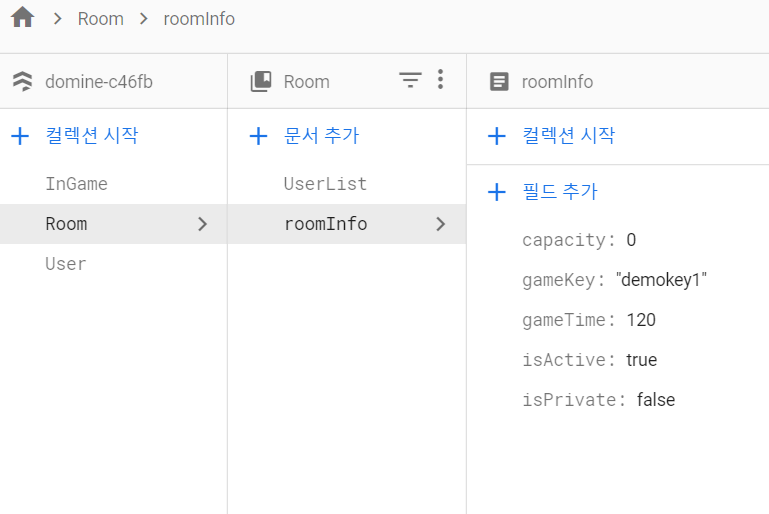 Room > roomInfo
domine-c46fb
Room
roomInfo
컬렉션 시작
문서 추가
컬렉션 시작
InGame
Room
User
UserList
roomInfo
필드 추가
capacity: 0
gameKey: "demokey1"
gameTime: 120
isActive: true
isPrivate: false